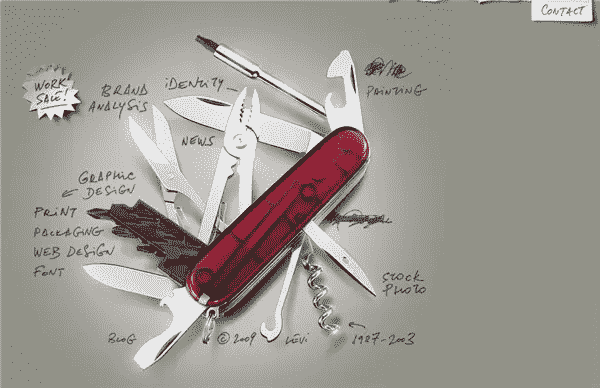 CONTACT
WORK
SALE!
BRAND
ANALYSIS
IDENTITY
PAINTING
NEWS
GRAPHIC
DESIGN
PRINT
PACKAGING
WEB DESIGN
FONT
STOCK
PHOTO
BLOG
© 2009
LÉVI
1987-2003